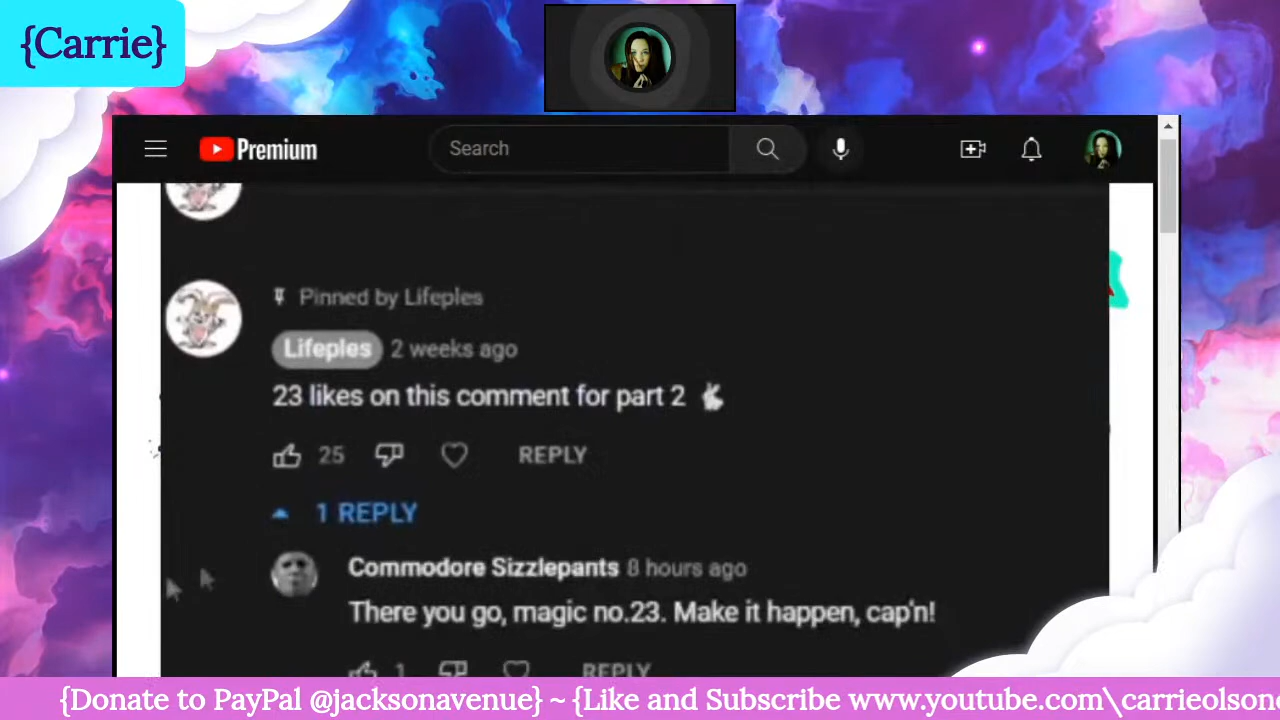 {Carrie}
Premium
Search
Pinned by Lifeples
Lifeples 2 weeks ago
23 likes on this comment for part 2
25 REPLY
1 REPLY
Commodore Sizzlepants 8 hours ago
There you go, magic no.23. Make it happen, cap'n!
1 REPLY
{Donate to PayPal @jacksonavenue} ~ {Like and Subscribe www.youtube.com\carrieolson